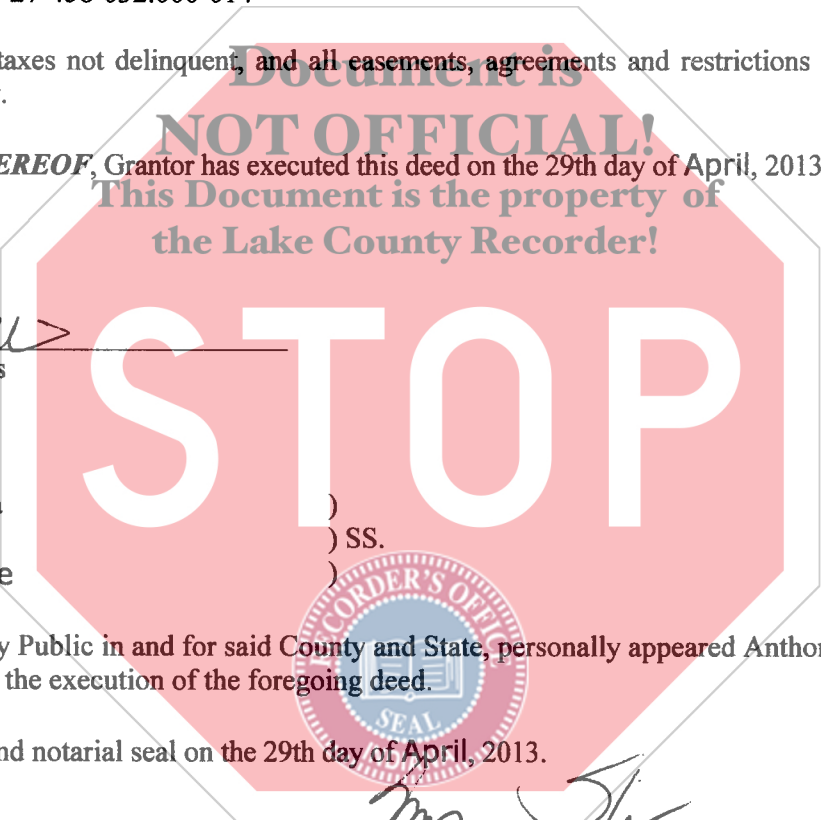 taxes not delinquent, and all easements, agreements and restrictions
Document is
NOT OFFICIAL!
EREOF, Grantor has executed this deed on the 29th day of April, 2013
This Document is the property of
the Lake County Recorder!
STOP
s
)
) SS.
e )
RECORDER'S OFFICE
y Public in and for said County and State, personally appeared Anthon
the execution of the foregoing deed.
SEAL
nd notarial seal on the 29th day of April, 2013.